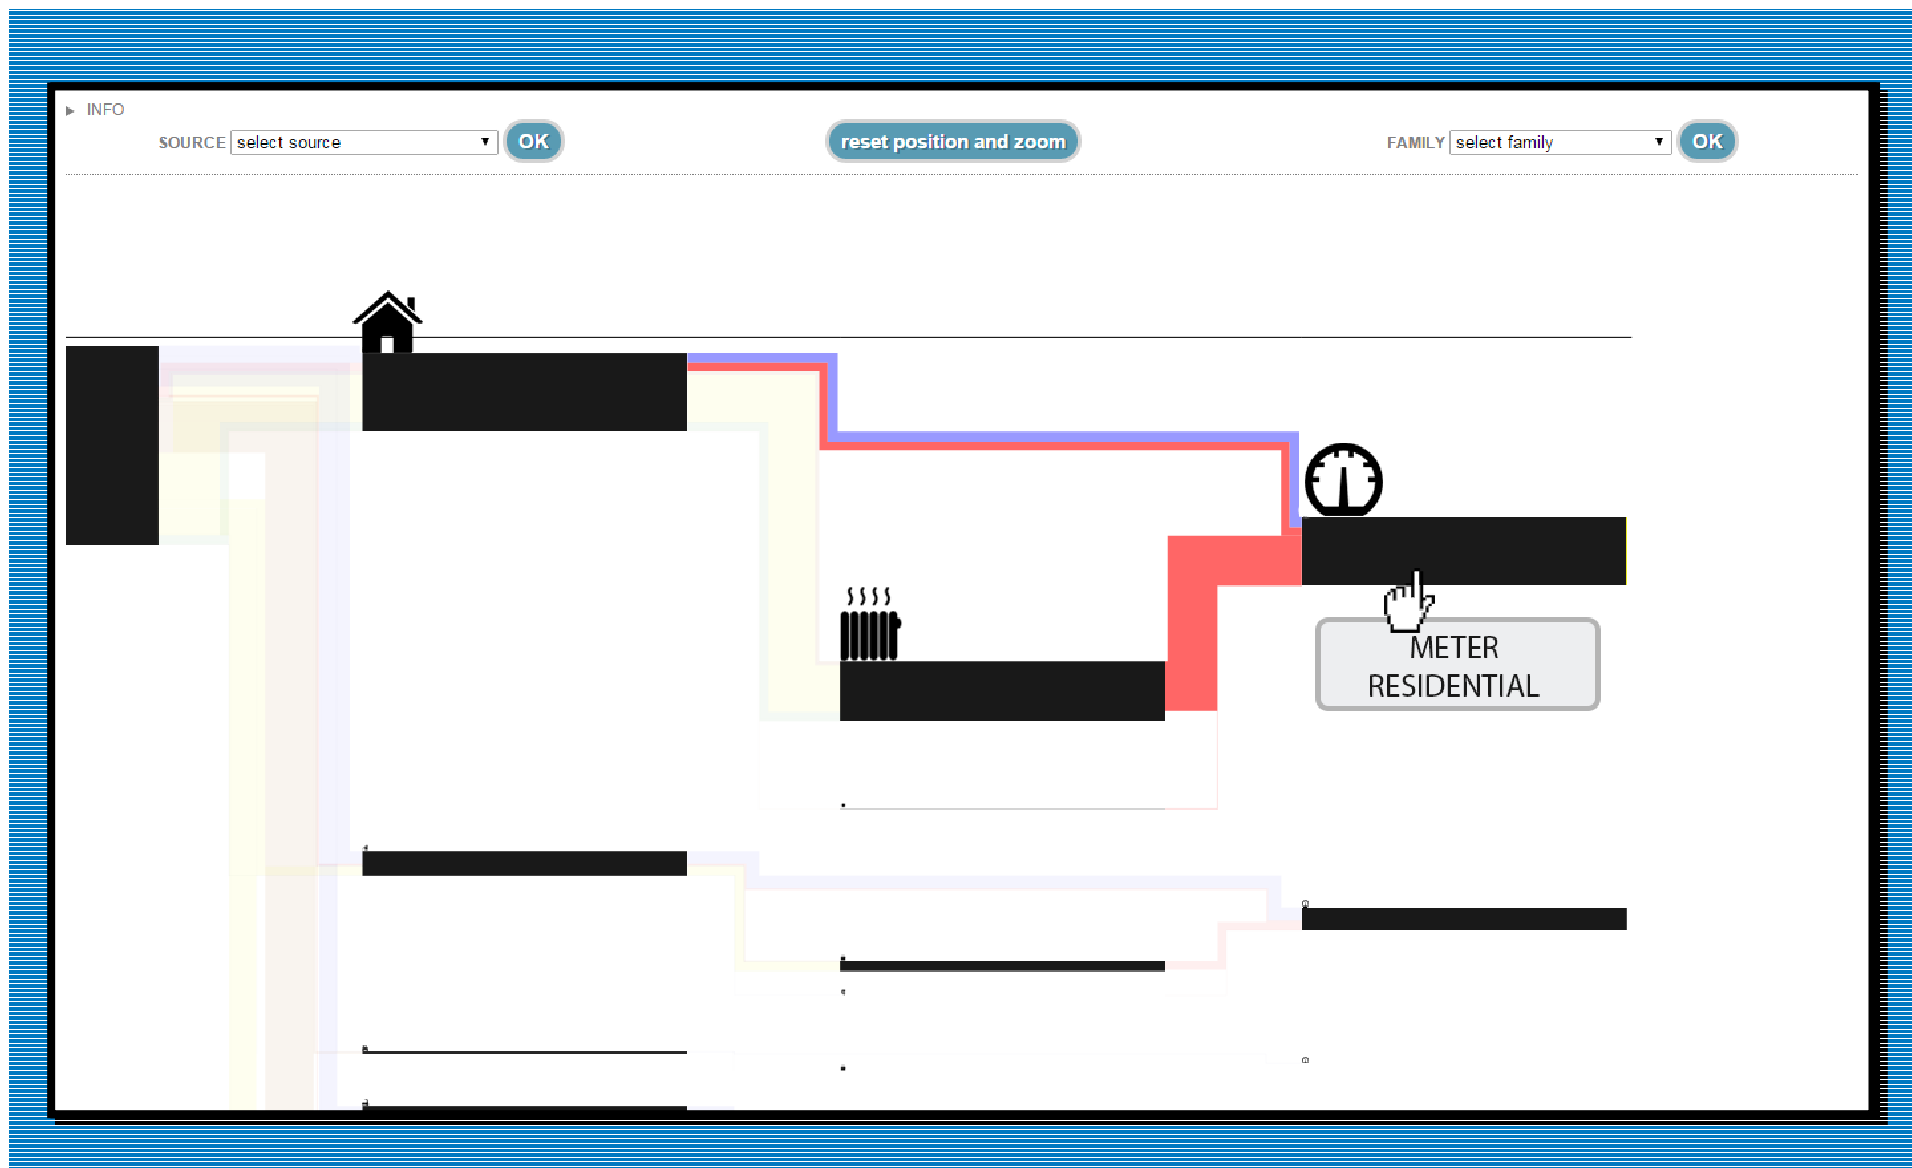 INFO
SOURCE select source OK
reset position and zoom
FAMILY select family OK
METER
RESIDENTIAL